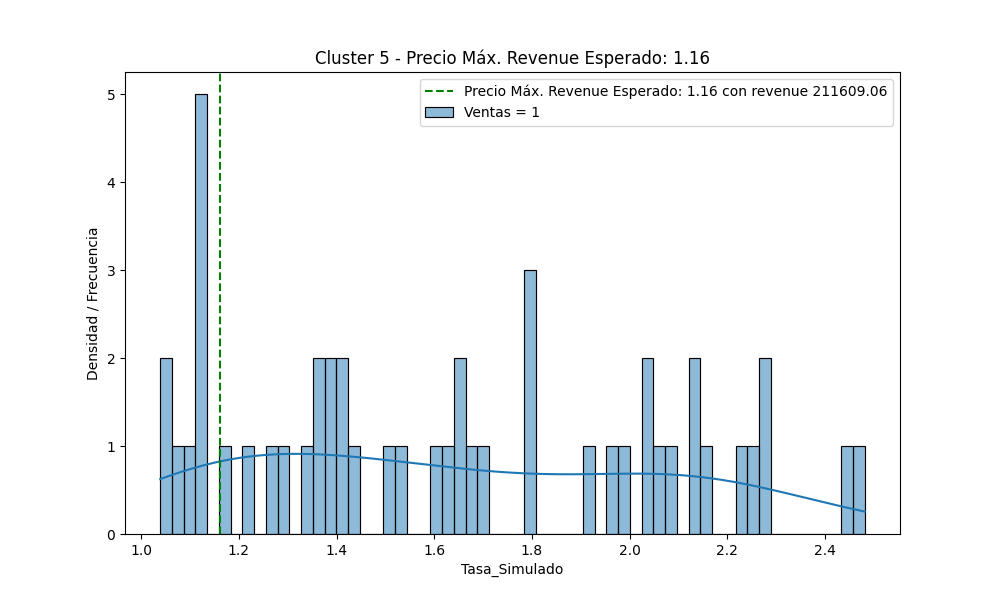 Cluster 5 - Precio Máx. Revenue Esperado: 1.16
Precio Máx. Revenue Esperado: 1.16 con revenue 211609.06
Ventas = 1
Densidad / Frecuencia
5
4
3
2
1
0
1.0 1.2 1.4 1.6 1.8 2.0 2.2 2.4
Tasa_Simulado